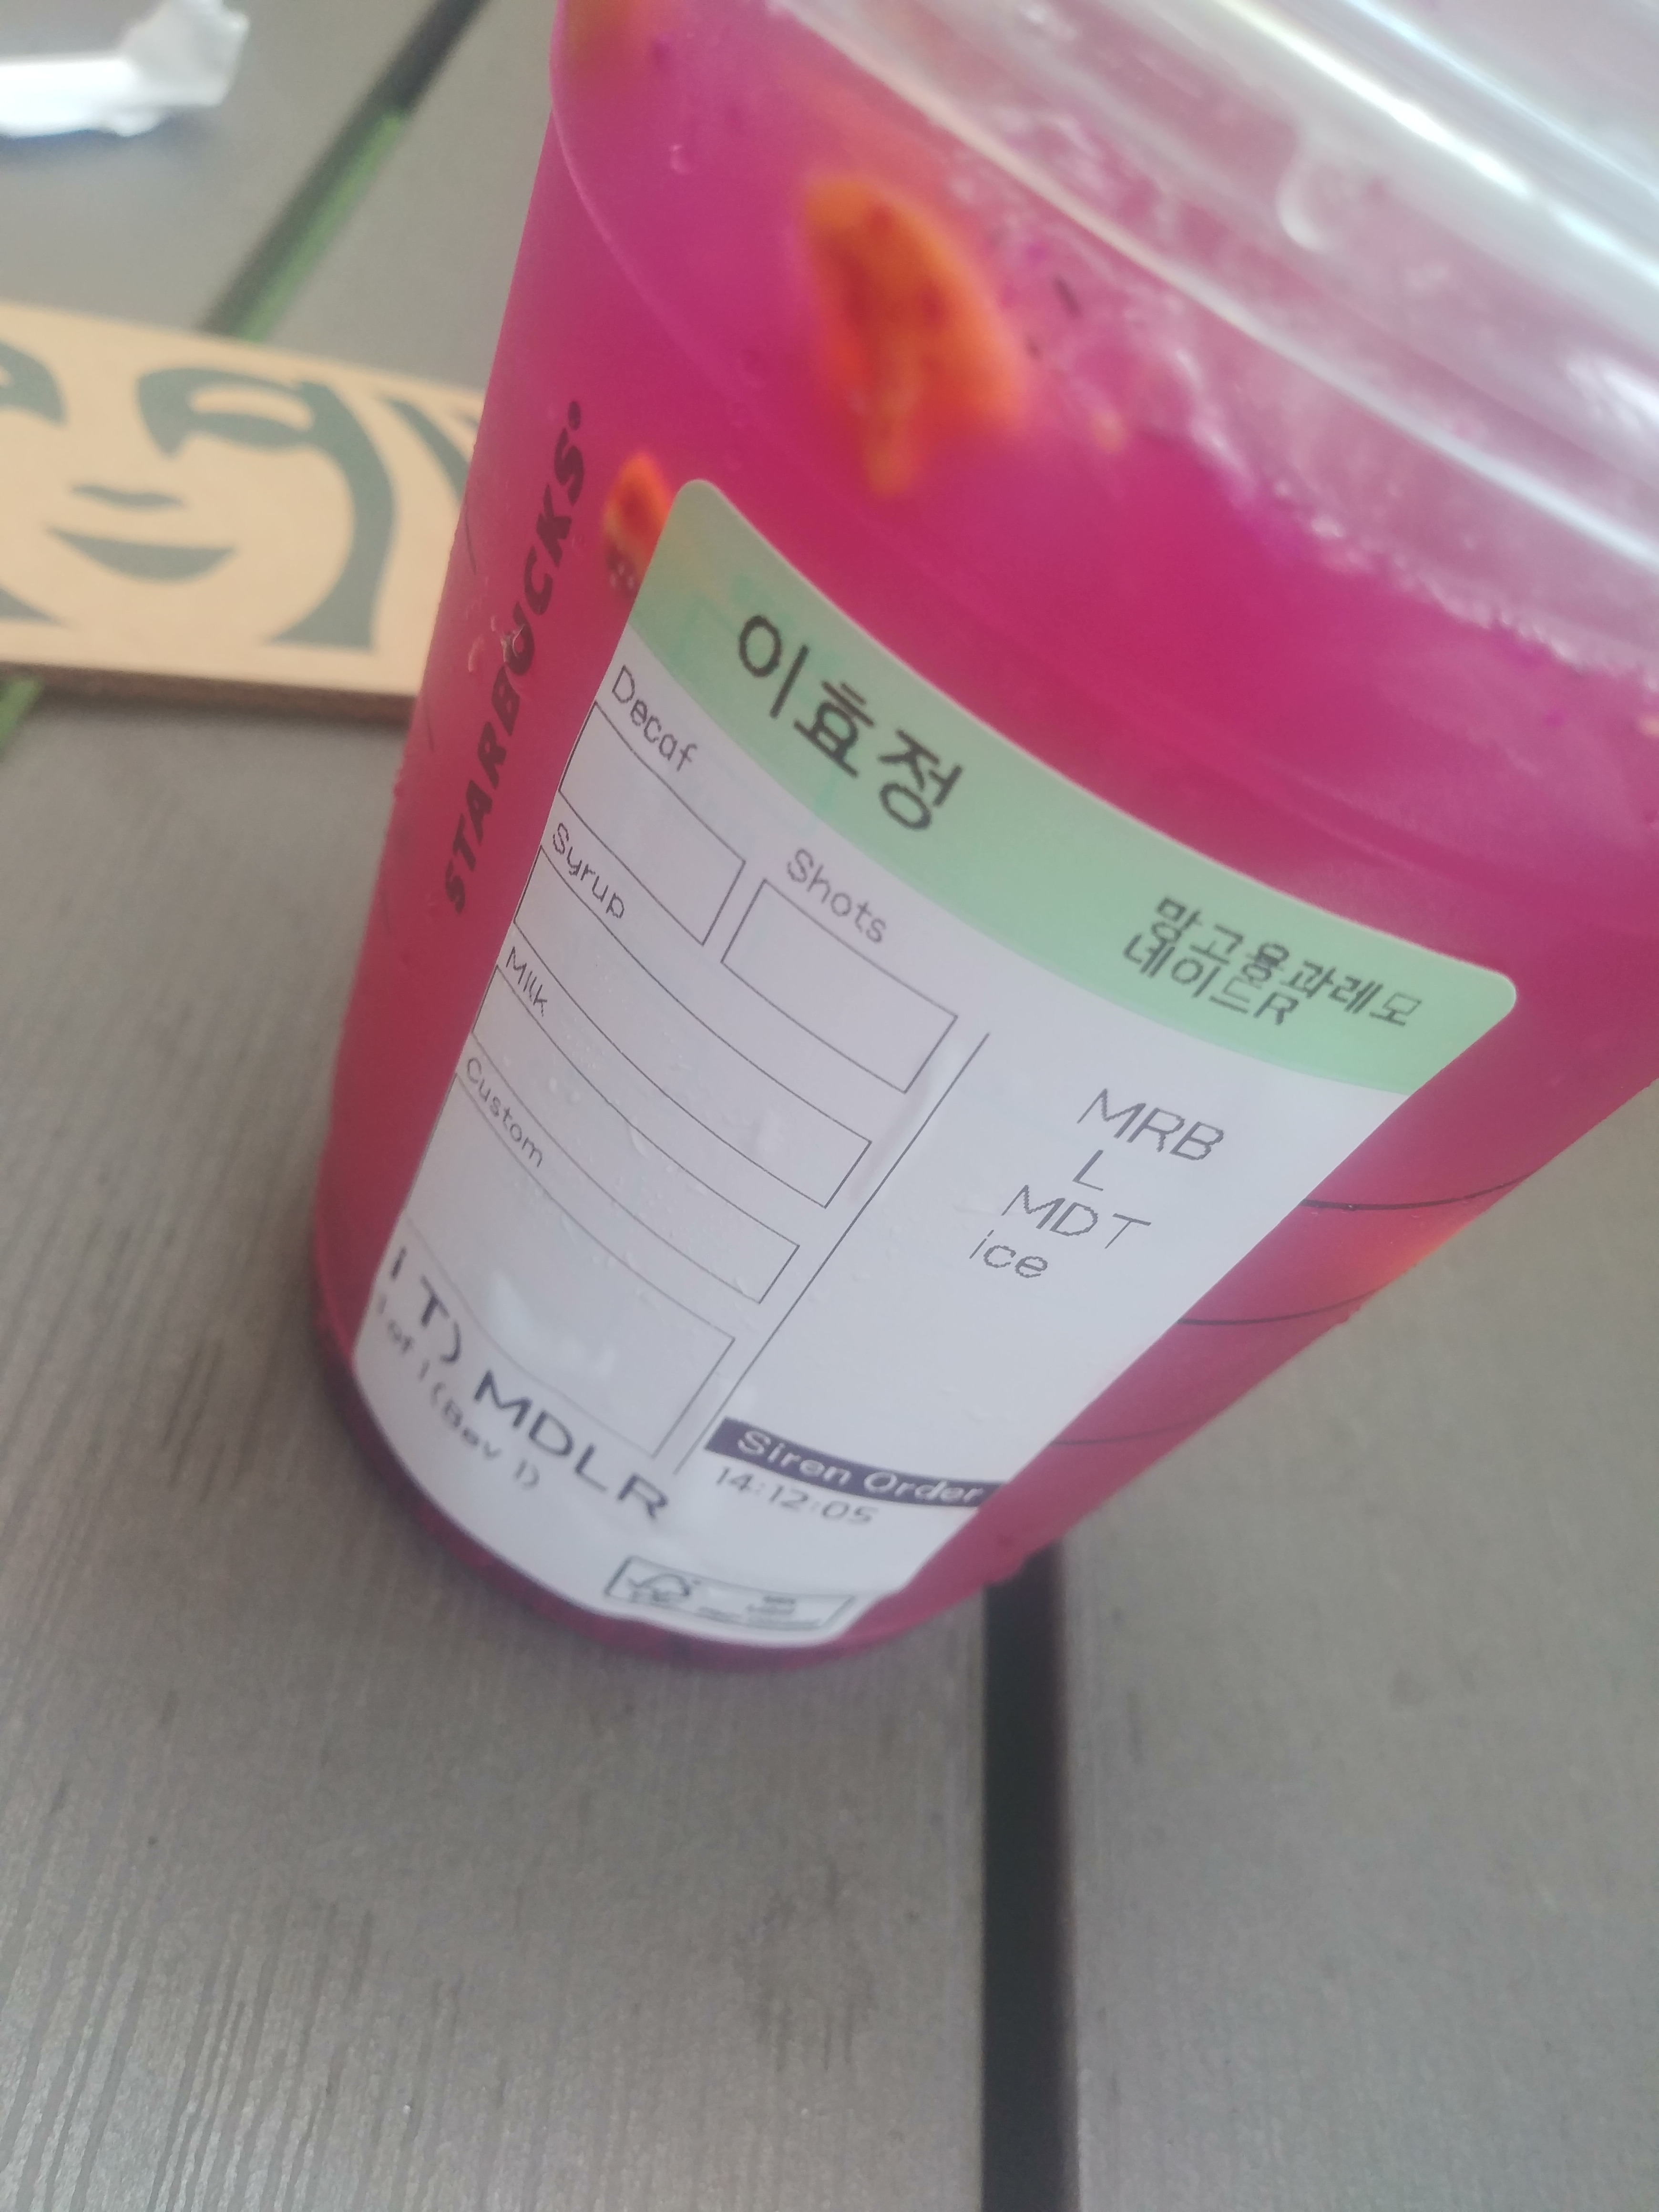 STARBUCKS®
이효정
망고용과레모
네이드R
Decaf
Shots
Syrup
Milk
Custom
MRB
L
MDT
ice
i T) MDLR
1 of 1 (Bev 1)
Siren Order
14:12:05